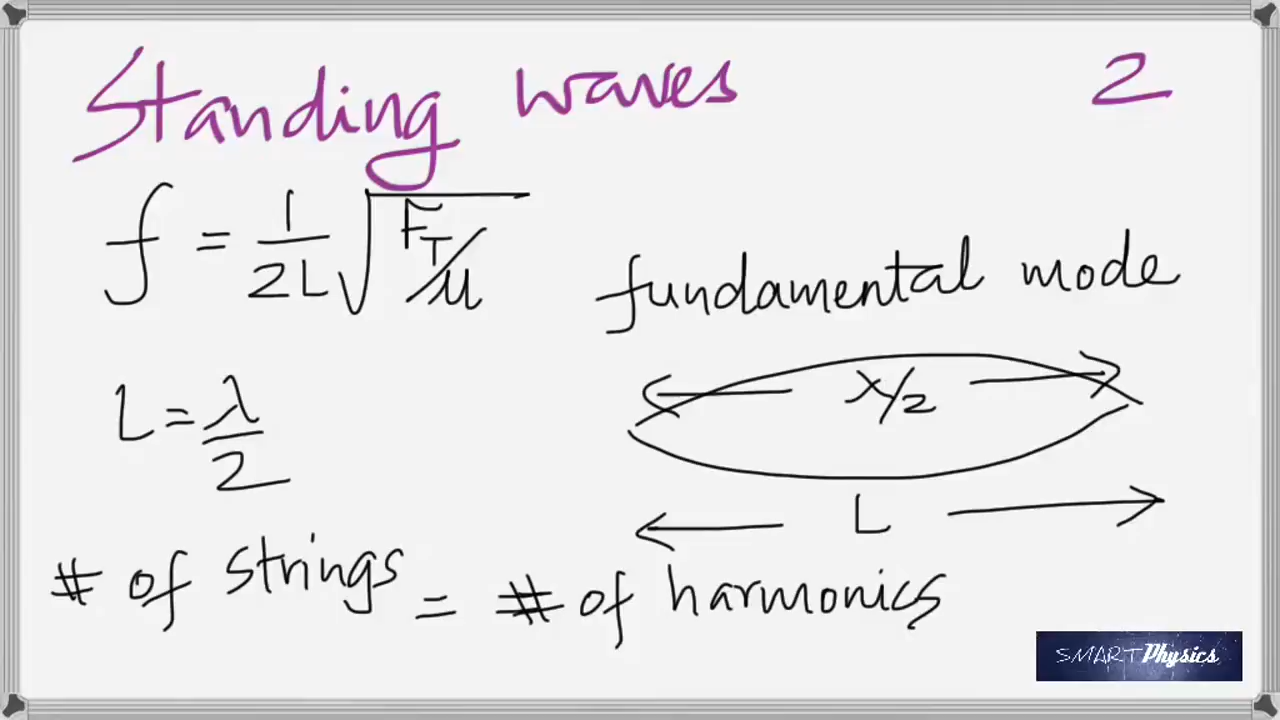 Standing waves 2
f = 1/2L √F_T/μ
fundamental mode
L = λ/2
λ/2
L
# of strings = # of harmonics
SMART Physics